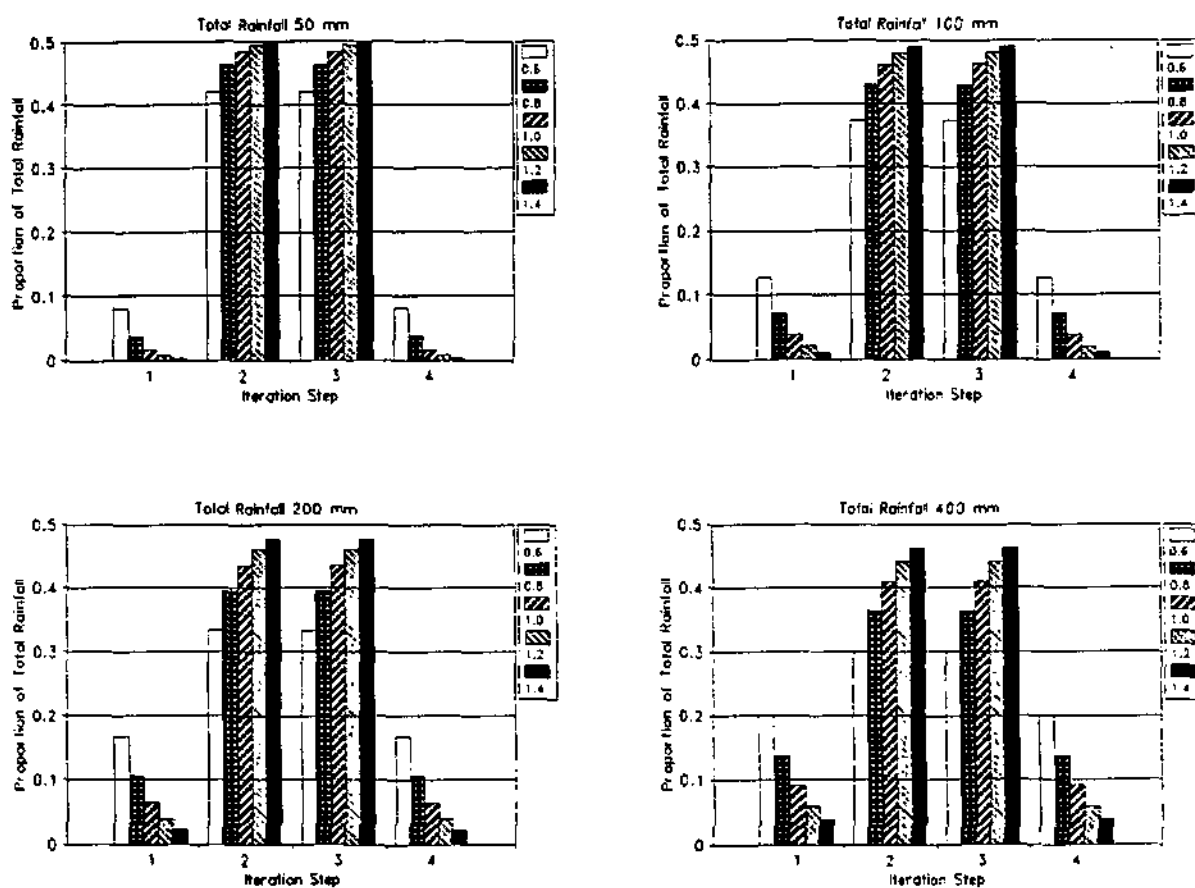 Total Rainfall 50 mm
Proportion of Total Rainfall
0.5
0.4
0.3
0.2
0.1
0
1 2 3 4
Iteration Step
0.6
0.8
1.0
1.2
1.4
Total Rainfall 100 mm
Proportion of Total Rainfall
0.5
0.4
0.3
0.2
0.1
0
1 2 3 4
Iteration Step
0.6
0.8
1.0
1.2
1.4
Total Rainfall 200 mm
Proportion of Total Rainfall
0.5
0.4
0.3
0.2
0.1
0
1 2 3 4
Iteration Step
0.6
0.8
1.0
1.2
1.4
Total Rainfall 400 mm
Proportion of Total Rainfall
0.5
0.4
0.3
0.2
0.1
0
1 2 3 4
Iteration Step
0.6
0.8
1.0
1.2
1.4